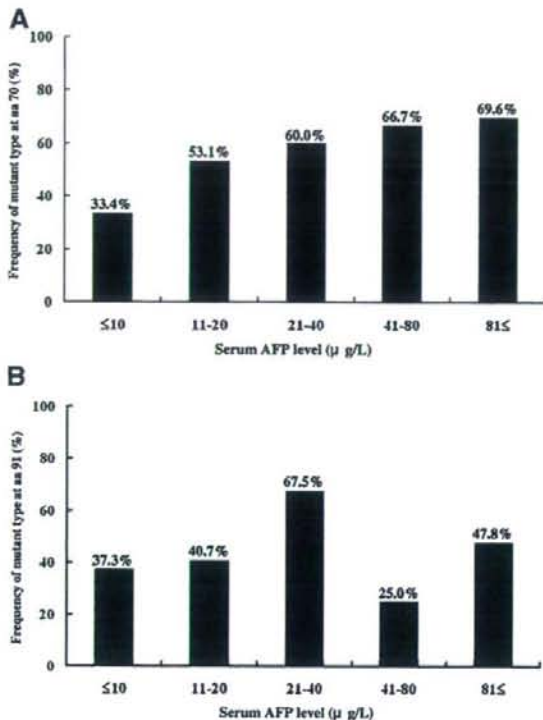 A
Frequency of mutant type at aa 70 (%)
100
80
60
40
20
0
33.4%
53.1%
60.0%
66.7%
69.6%
≤10 11-20 21-40 41-80 81≤
Serum AFP level (μ g/L)
B
Frequency of mutant type at aa 91 (%)
100
80
60
40
20
0
37.3%
40.7%
67.5%
25.0%
47.8%
≤10 11-20 21-40 41-80 81≤
Serum AFP level (μ g/L)